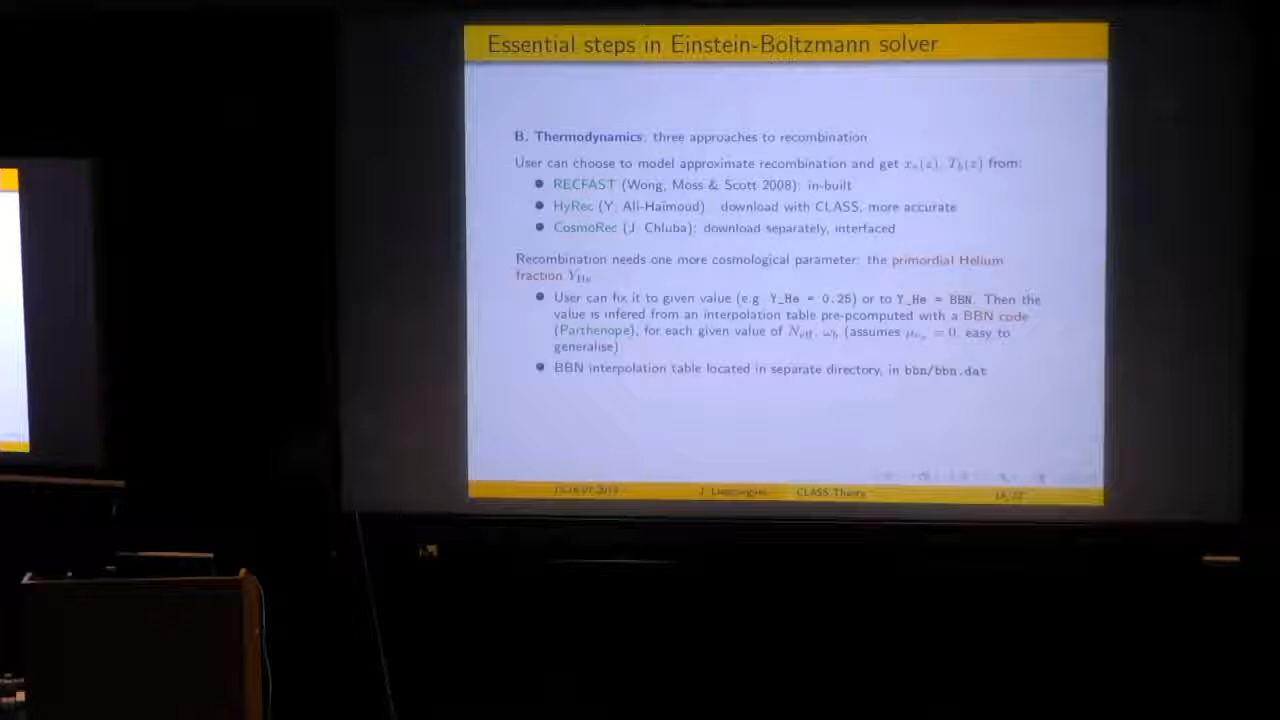 Essential steps in Einstein-Boltzmann solver
B. Thermodynamics: three approaches to recombination
User can choose to model approximate recombination and get xₑ(z), T_b(z) from:
RECFAST (Wong, Moss & Scott 2008): in-built
HyRec (Y. Ali-Haïmoud) download with CLASS, more accurate
CosmoRec (J. Chluba): download separately, interfaced
Recombination needs one more cosmological parameter: the primordial Helium
fraction Y_He
User can fix it to given value (e.g. Y_He = 0.25) or to Y_He = BBN. Then the
value is infered from an interpolation table pre-pcomputed with a BBN code
(Parthenope), for each given value of N_eff, ω_b (assumes μ_νₑ = 0, easy to
generalise)
BBN interpolation table located in separate directory, in bbn/bbn.dat
J. Lesgourgues CLASS Theory